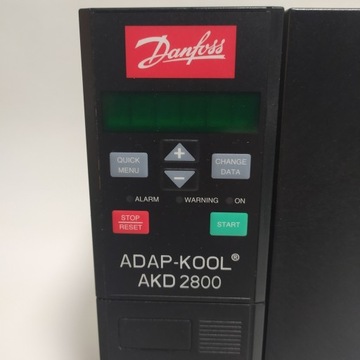 Danfoss
QUICK
MENU
+
-
CHANGE
DATA
ALARM WARNING ON
STOP
/RESET
START
ADAP-KOOL®
AKD 2800